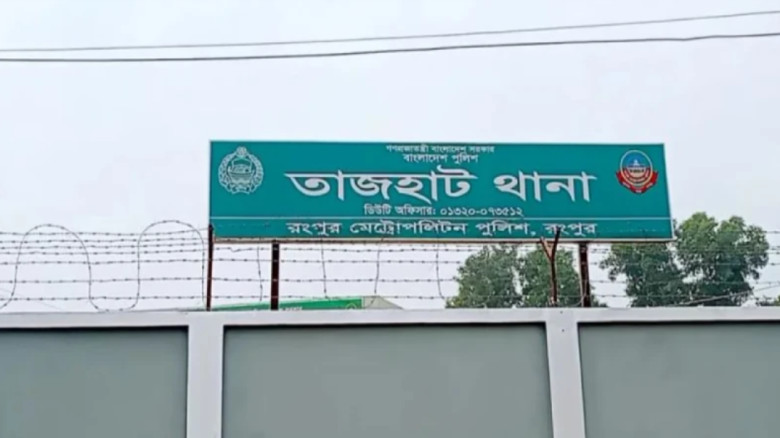 গণপ্রজাতন্ত্রী বাংলাদেশ সরকার
বাংলাদেশ পুলিশ
তাজহাট থানা
ডিউটি অফিসার: ০১৩২০-০৭৩৫১২
রংপুর মেট্রোপলিটন পুলিশ, রংপুর